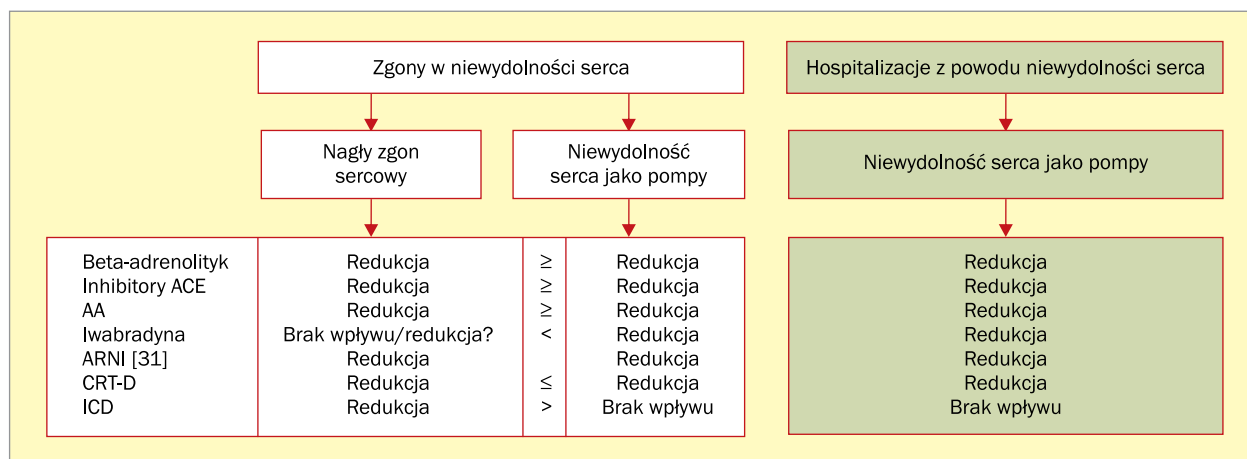 Zgony w niewydolności serca
Hospitalizacje z powodu niewydolności serca
Nagły zgon
sercowy
Niewydolność
serca jako pompy
Niewydolność serca jako pompy
Beta-adrenolityk Redukcja ≥ Redukcja Redukcja
Inhibitory ACE Redukcja ≥ Redukcja Redukcja
AA Redukcja ≥ Redukcja Redukcja
Iwabradyna Brak wpływu/redukcja? < Redukcja Redukcja
ARNI [31] Redukcja Redukcja Redukcja
CRT-D Redukcja ≤ Redukcja Redukcja
ICD Redukcja > Brak wpływu Brak wpływu